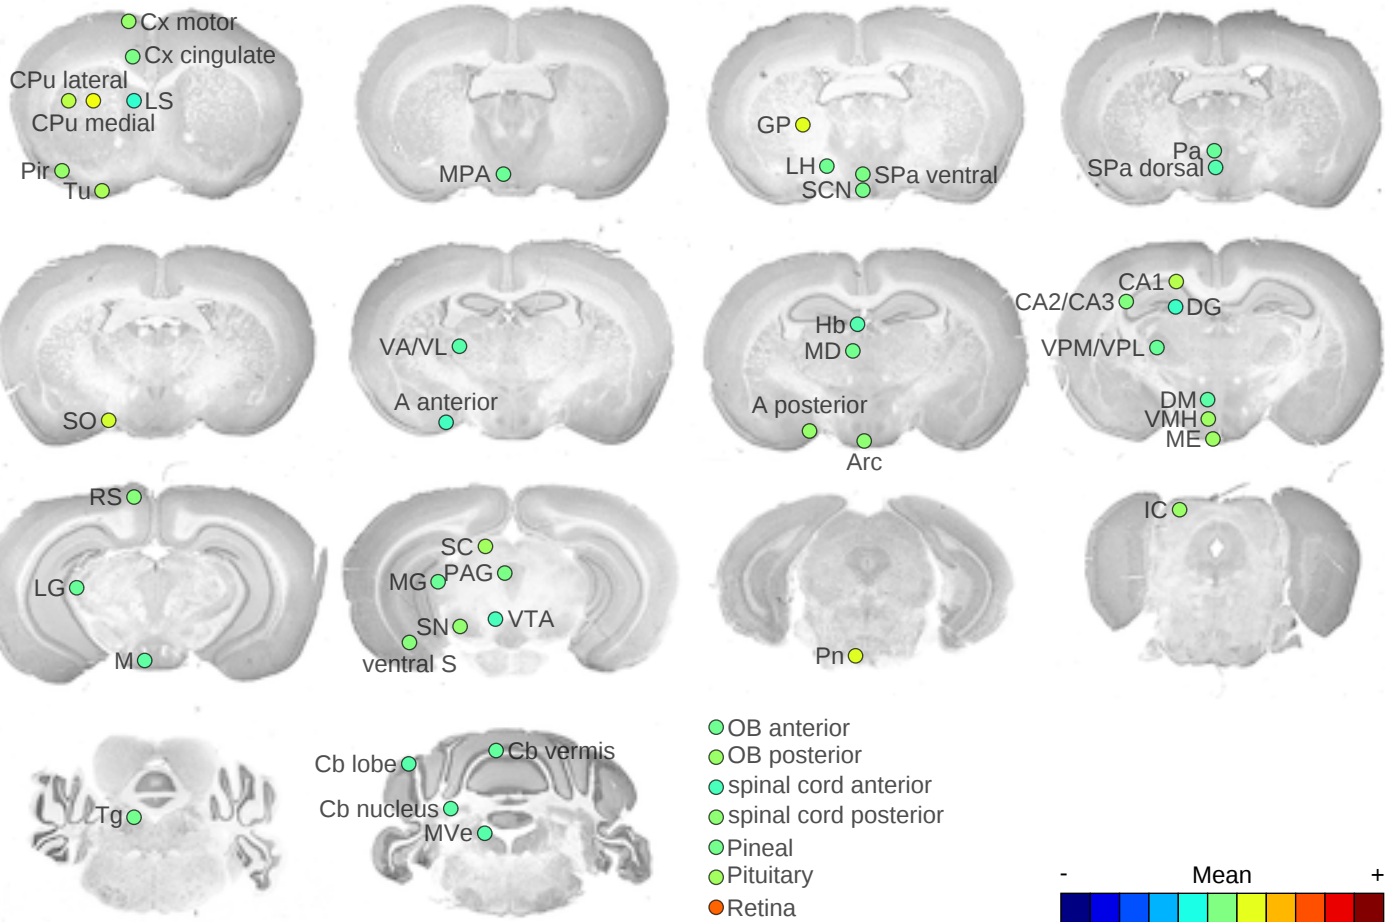 Cx motor
Cx cingulate
CPu lateral
LS
CPu medial
Pir
Tu
MPA
GP
LH
SPa ventral
SCN
Pa
SPa dorsal
SO
VA/VL
A anterior
Hb
MD
A posterior
Arc
CA1
CA2/CA3
DG
VPM/VPL
DM
VMH
ME
RS
LG
M
SC
PAG
MG
VTA
SN
ventral S
Pn
IC
Tg
Cb vermis
Cb lobe
Cb nucleus
MVe
OB anterior
OB posterior
spinal cord anterior
spinal cord posterior
Pineal
Pituitary
Retina
- Mean +